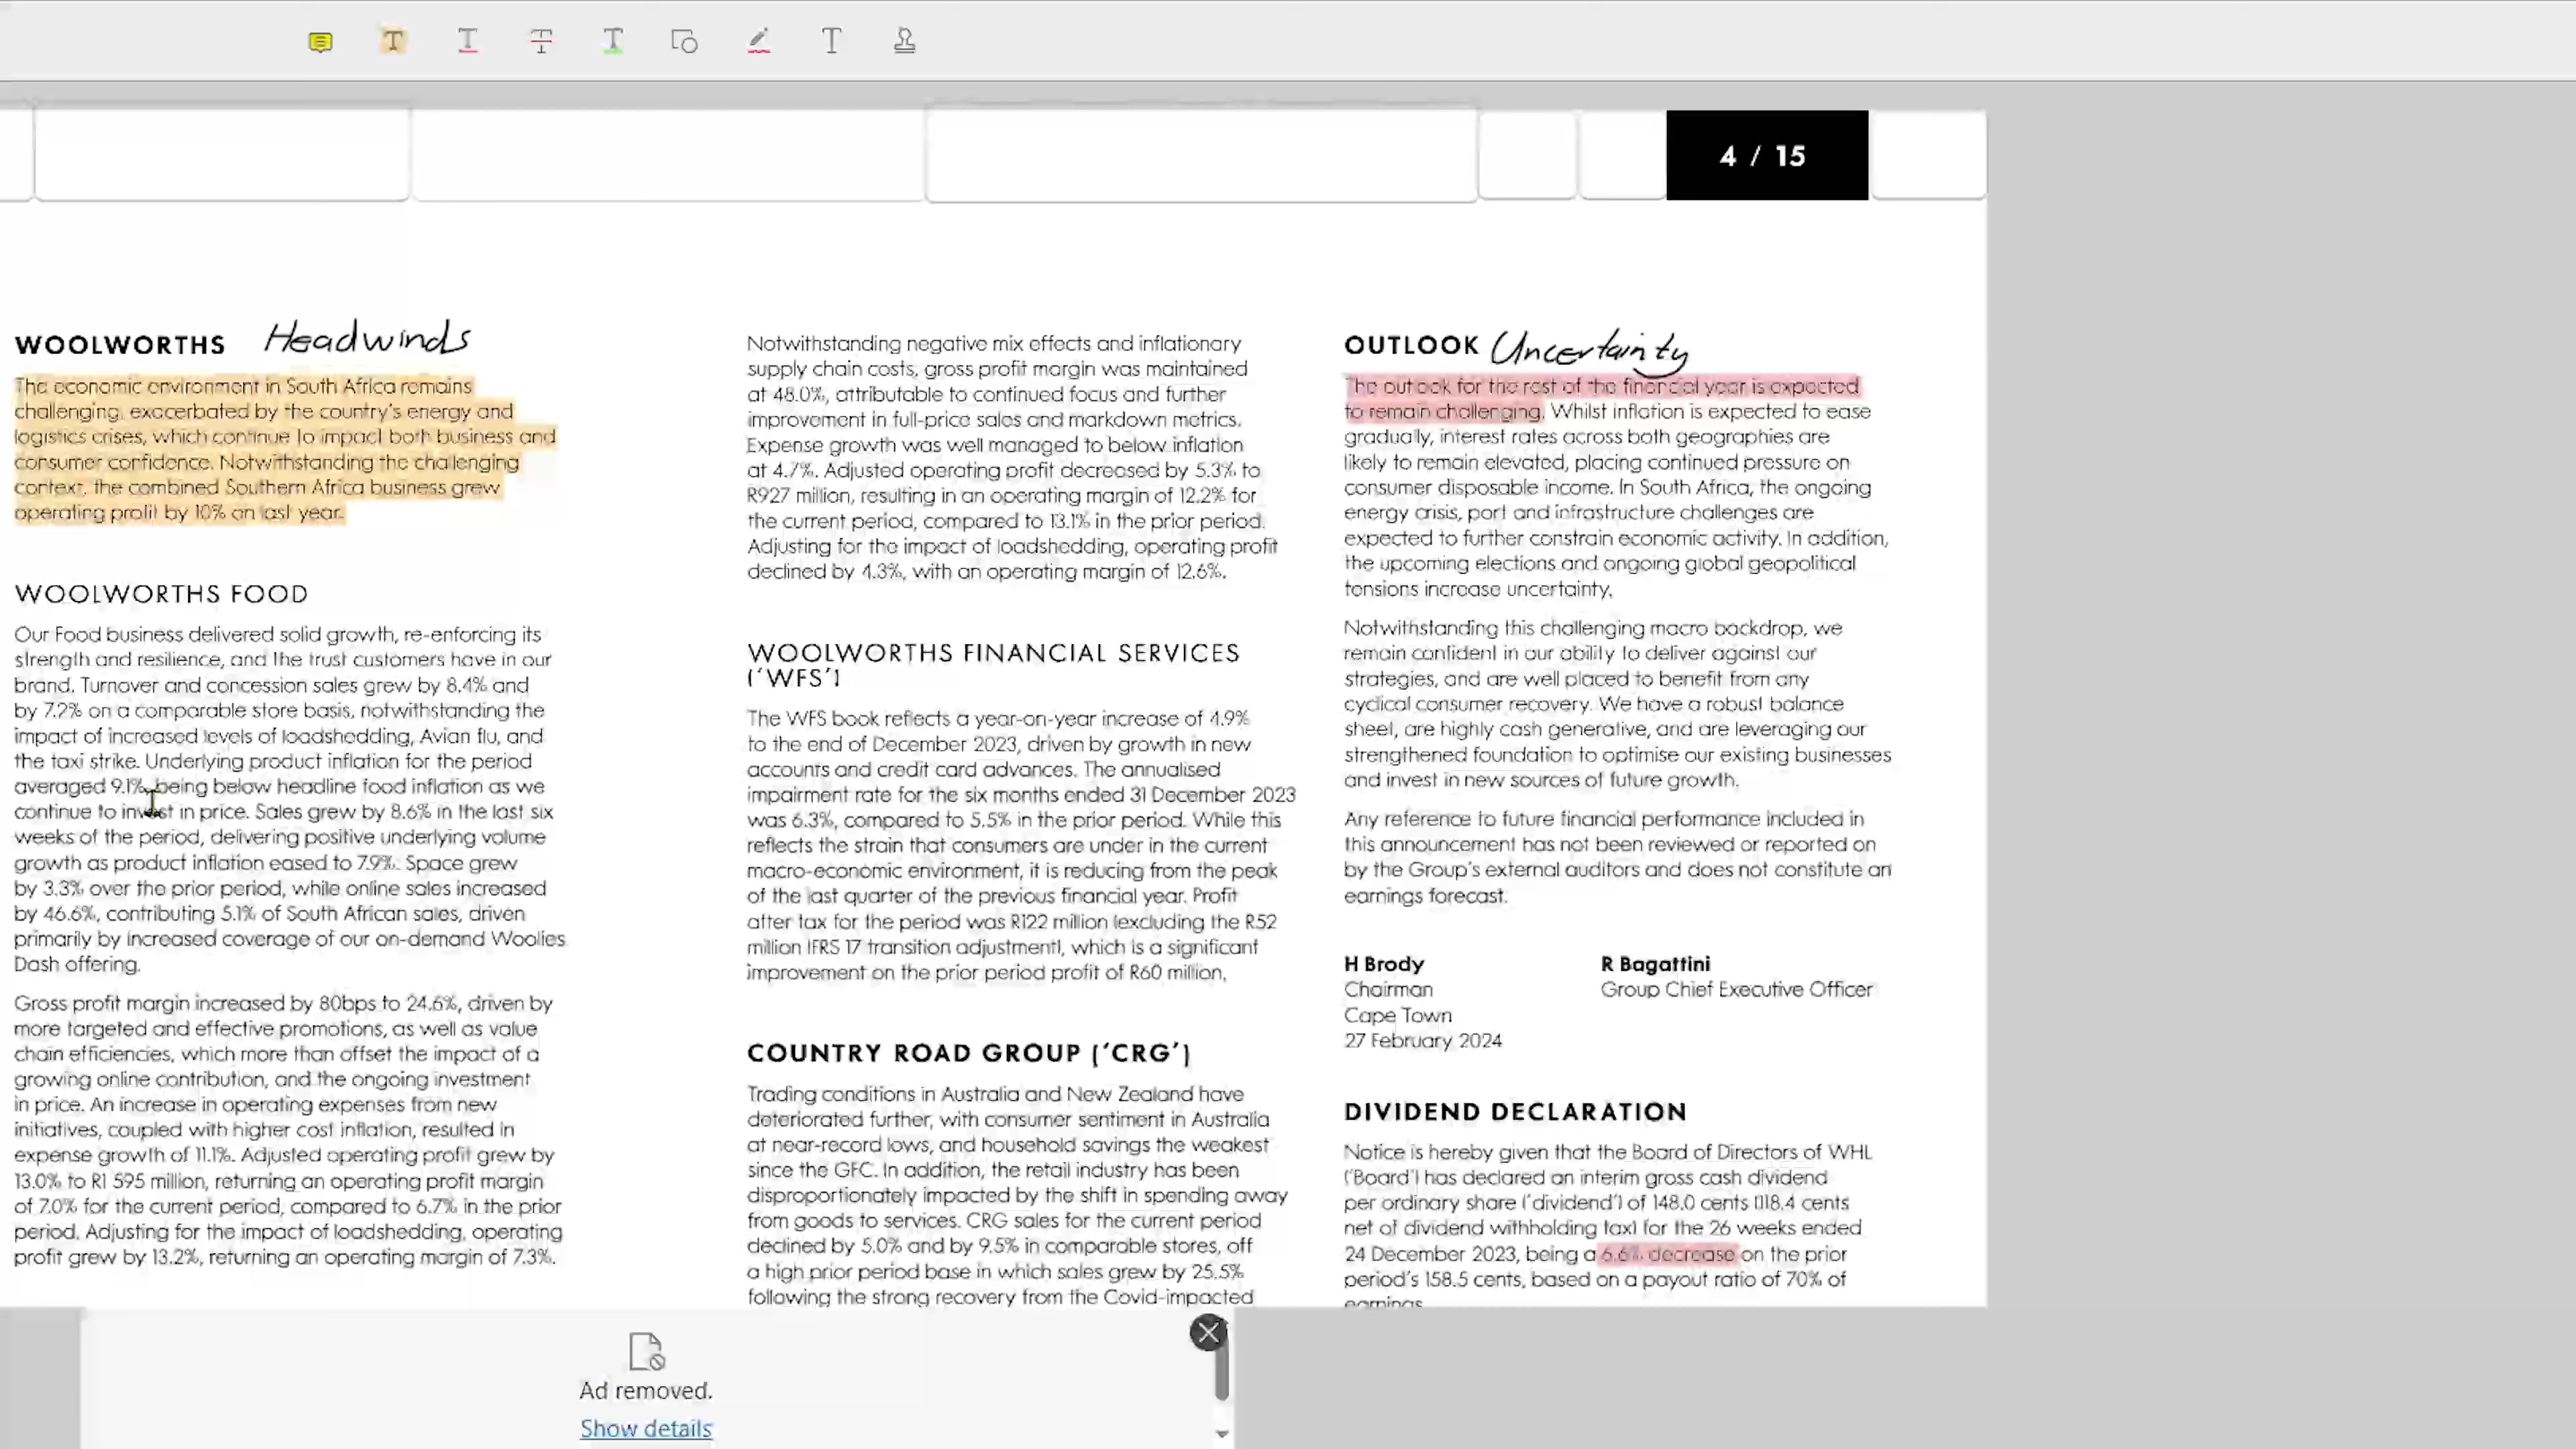 4 / 15
WOOLWORTHS Headwinds
The economic environment in South Africa remains
challenging, exacerbated by the country's energy and
logistics crises, which continue to impact both business and
consumer confidence. Notwithstanding the challenging
context, the combined Southern Africa business grew
operating profit by 10% on last year.
WOOLWORTHS FOOD
Our Food business delivered solid growth, re-enforcing its
strength and resilience, and the trust customers have in our
brand. Turnover and concession sales grew by 8.4% and
by 7.2% on a comparable store basis, notwithstanding the
impact of increased levels of loadshedding, Avian flu, and
the taxi strike. Underlying product inflation for the period
averaged 9.1%, being below headline food inflation as we
continue to invest in price. Sales grew by 8.6% in the last six
weeks of the period, delivering positive underlying volume
growth as product inflation eased to 7.9%. Space grew
by 3.3% over the prior period, while online sales increased
by 46.6%, contributing 5.1% of South African sales, driven
primarily by increased coverage of our on-demand Woolies
Dash offering.
Gross profit margin increased by 80bps to 24.6%, driven by
more targeted and effective promotions, as well as value
chain efficiencies, which more than offset the impact of a
growing online contribution, and the ongoing investment
in price. An increase in operating expenses from new
initiatives, coupled with higher cost inflation, resulted in
expense growth of 11.1%. Adjusted operating profit grew by
13.0% to R1 595 million, returning an operating profit margin
of 7.0% for the current period, compared to 6.7% in the prior
period. Adjusting for the impact of loadshedding, operating
profit grew by 13.2%, returning an operating margin of 7.3%.
Notwithstanding negative mix effects and inflationary
supply chain costs, gross profit margin was maintained
at 48.0%, attributable to continued focus and further
improvement in full-price sales and markdown metrics.
Expense growth was well managed to below inflation
at 4.7%. Adjusted operating profit decreased by 5.3% to
R927 million, resulting in an operating margin of 12.2% for
the current period, compared to 13.1% in the prior period.
Adjusting for the impact of loadshedding, operating profit
declined by 4.3%, with an operating margin of 12.6%.
WOOLWORTHS FINANCIAL SERVICES
('WFS')
The WFS book reflects a year-on-year increase of 4.9%
to the end of December 2023, driven by growth in new
accounts and credit card advances. The annualised
impairment rate for the six months ended 31 December 2023
was 6.3%, compared to 5.5% in the prior period. While this
reflects the strain that consumers are under in the current
macro-economic environment, it is reducing from the peak
of the last quarter of the previous financial year. Profit
after tax for the period was R122 million (excluding the R52
million IFRS 17 transition adjustment), which is a significant
improvement on the prior period profit of R60 million.
COUNTRY ROAD GROUP ('CRG')
Trading conditions in Australia and New Zealand have
deteriorated further, with consumer sentiment in Australia
at near-record lows, and household savings the weakest
since the GFC. In addition, the retail industry has been
disproportionately impacted by the shift in spending away
from goods to services. CRG sales for the current period
declined by 5.0% and by 9.5% in comparable stores, off
a high prior period base in which sales grew by 25.5%
following the strong recovery from the Covid-impacted
OUTLOOK Uncertainty
The outlook for the rest of the financial year is expected
to remain challenging. Whilst inflation is expected to ease
gradually, interest rates across both geographies are
likely to remain elevated, placing continued pressure on
consumer disposable income. In South Africa, the ongoing
energy crisis, port and infrastructure challenges are
expected to further constrain economic activity. In addition,
the upcoming elections and ongoing global geopolitical
tensions increase uncertainty.
Notwithstanding this challenging macro backdrop, we
remain confident in our ability to deliver against our
strategies, and are well placed to benefit from any
cyclical consumer recovery. We have a robust balance
sheet, are highly cash generative, and are leveraging our
strengthened foundation to optimise our existing businesses
and invest in new sources of future growth.
Any reference to future financial performance included in
this announcement has not been reviewed or reported on
by the Group's external auditors and does not constitute an
earnings forecast.
H Brody
Chairman
Cape Town
27 February 2024
R Bagattini
Group Chief Executive Officer
DIVIDEND DECLARATION
Notice is hereby given that the Board of Directors of WHL
('Board') has declared an interim gross cash dividend
per ordinary share ('dividend') of 148.0 cents (118.4 cents
net of dividend withholding tax) for the 26 weeks ended
24 December 2023, being a 6.6% decrease on the prior
period's 158.5 cents, based on a payout ratio of 70% of
earnings
Ad removed.
Show details